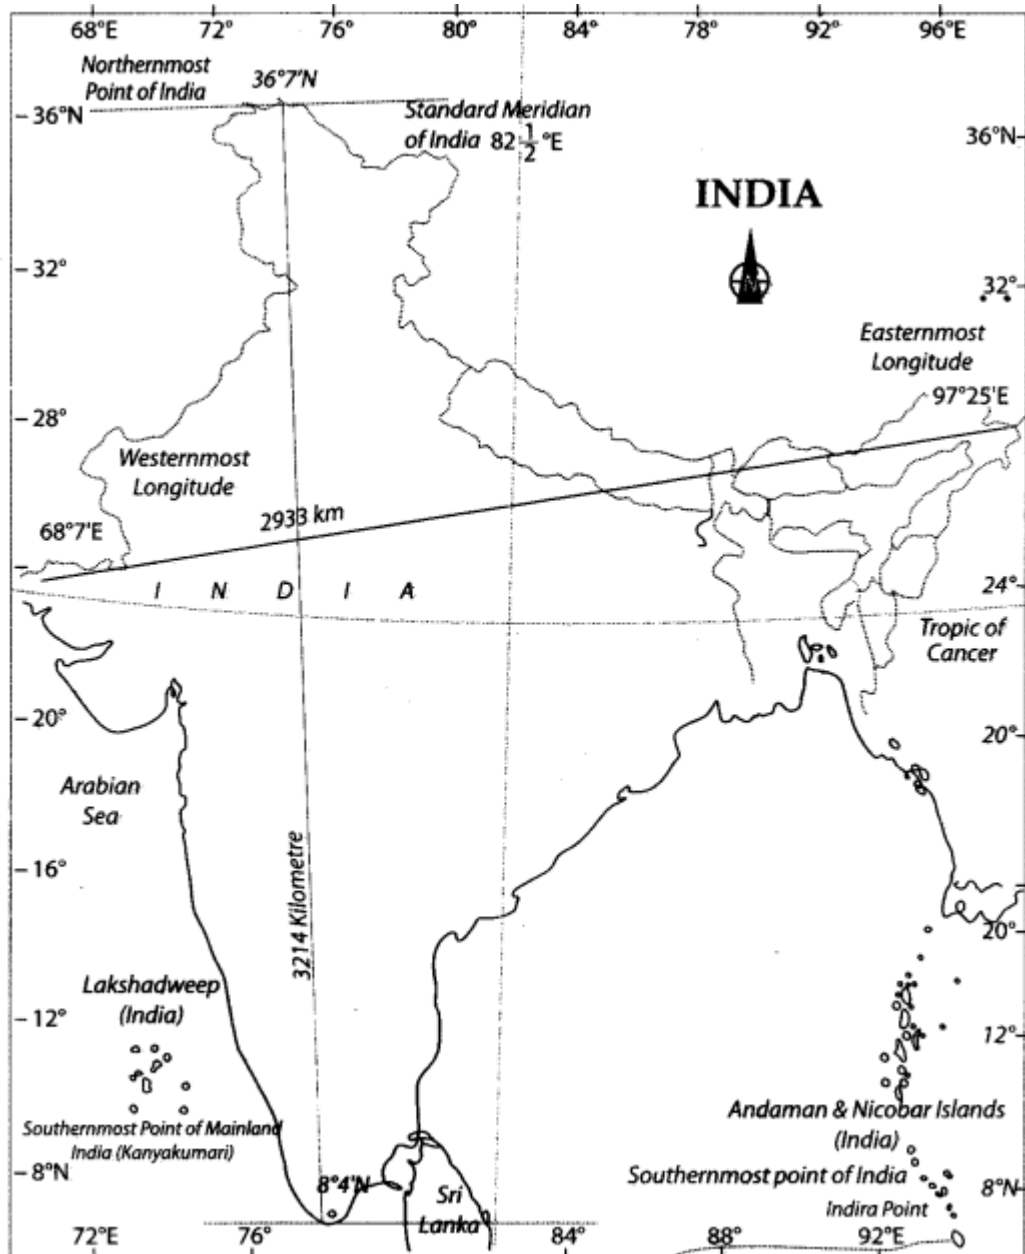 68°E 72° 76° 80° 84° 78° 92° 96°E
Northernmost
Point of India
36°7'N
36°N
Standard Meridian
of India 82 1/2 °E
36°N
INDIA
N
32°
32°
Easternmost
Longitude
97°25'E
28°
Westernmost
Longitude
68°7'E
2933 km
I N D I A
24°
Tropic of
Cancer
20°
20°
Arabian
Sea
16°
3214 Kilometre
20°
Lakshadweep
(India)
12°
12°
Andaman & Nicobar Islands
(India)
Southernmost Point of Mainland
India (Kanyakumari)
Southernmost point of India
8°N
8°4'N
Sri
Lanka
8°N
Indira Point
72°E 76° 84° 88° 92°E